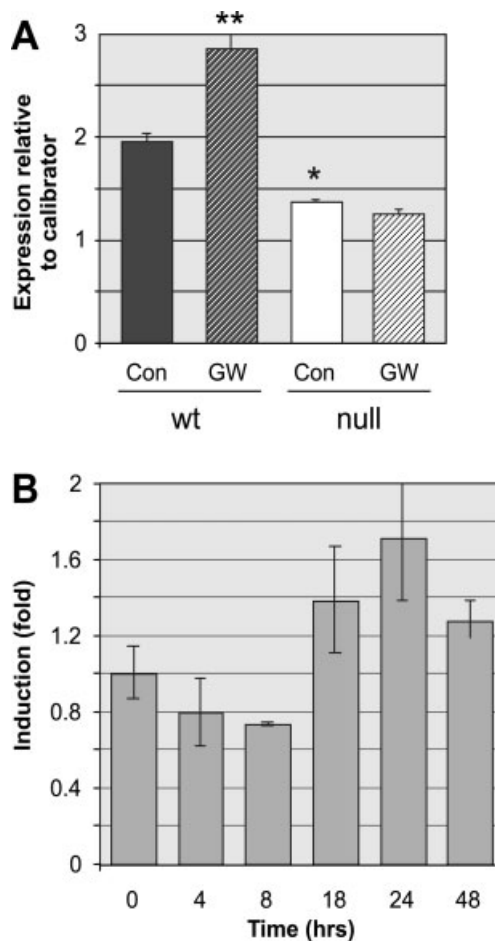 A
Expression relative
to calibrator
3
2
1
0
**
*
Con GW Con GW
wt null
B
Induction (fold)
2
1.6
1.2
0.8
0.4
0
0 4 8 18 24 48
Time (hrs)